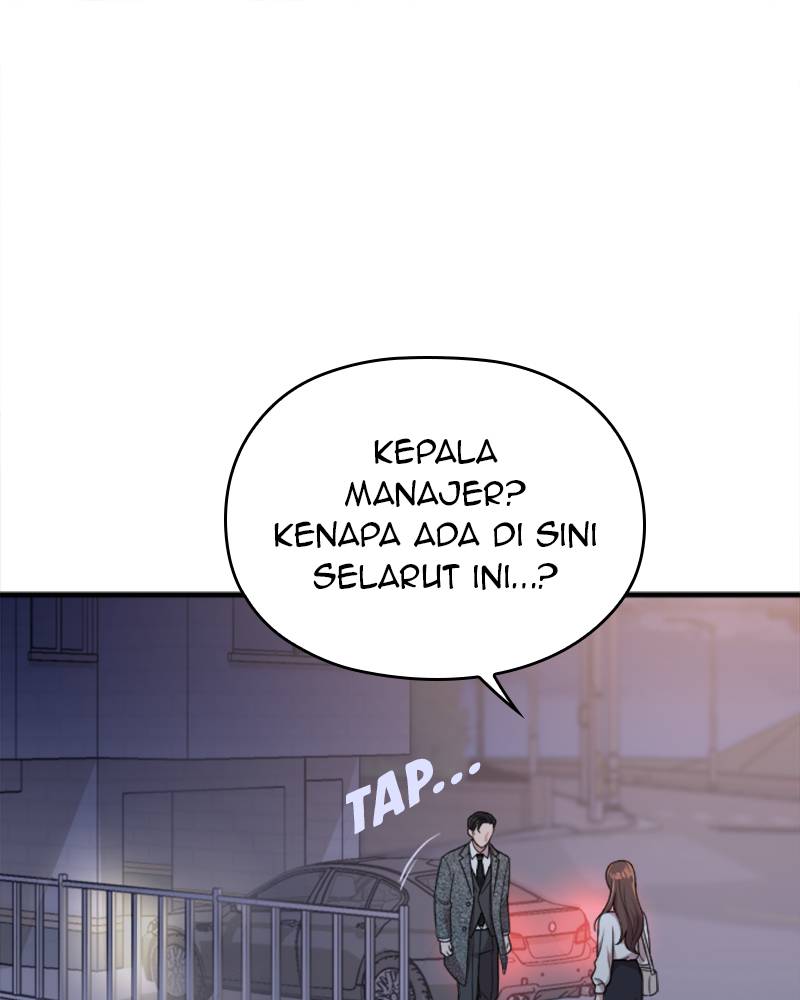 KEPALA
MANAJER?
KENAPA ADA DI SINI
SELARUT INI...?
TAP...